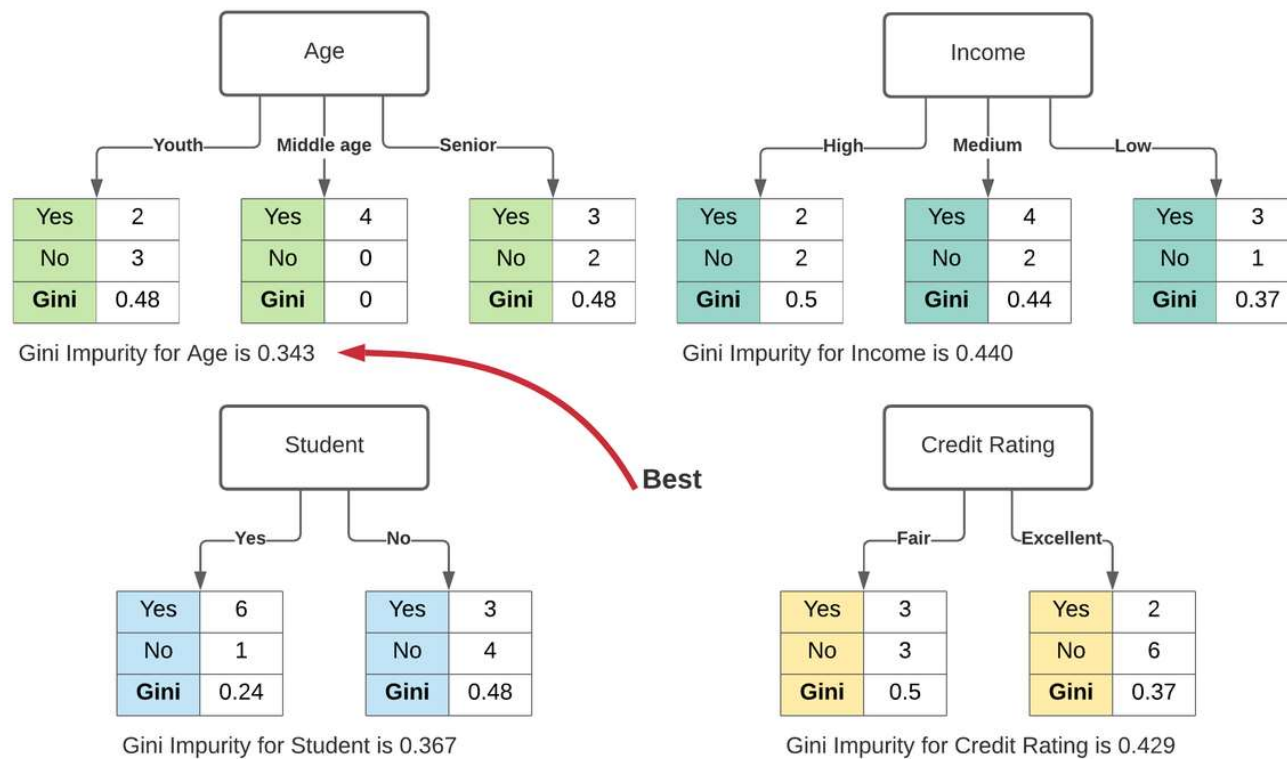 Age
Youth Middle age Senior
Yes 2
No 3
Gini 0.48
Yes 4
No 0
Gini 0
Yes 3
No 2
Gini 0.48
Gini Impurity for Age is 0.343
Income
High Medium Low
Yes 2
No 2
Gini 0.5
Yes 4
No 2
Gini 0.44
Yes 3
No 1
Gini 0.37
Gini Impurity for Income is 0.440
Best
Student
Yes No
Yes 6
No 1
Gini 0.24
Yes 3
No 4
Gini 0.48
Gini Impurity for Student is 0.367
Credit Rating
Fair Excellent
Yes 3
No 3
Gini 0.5
Yes 2
No 6
Gini 0.37
Gini Impurity for Credit Rating is 0.429